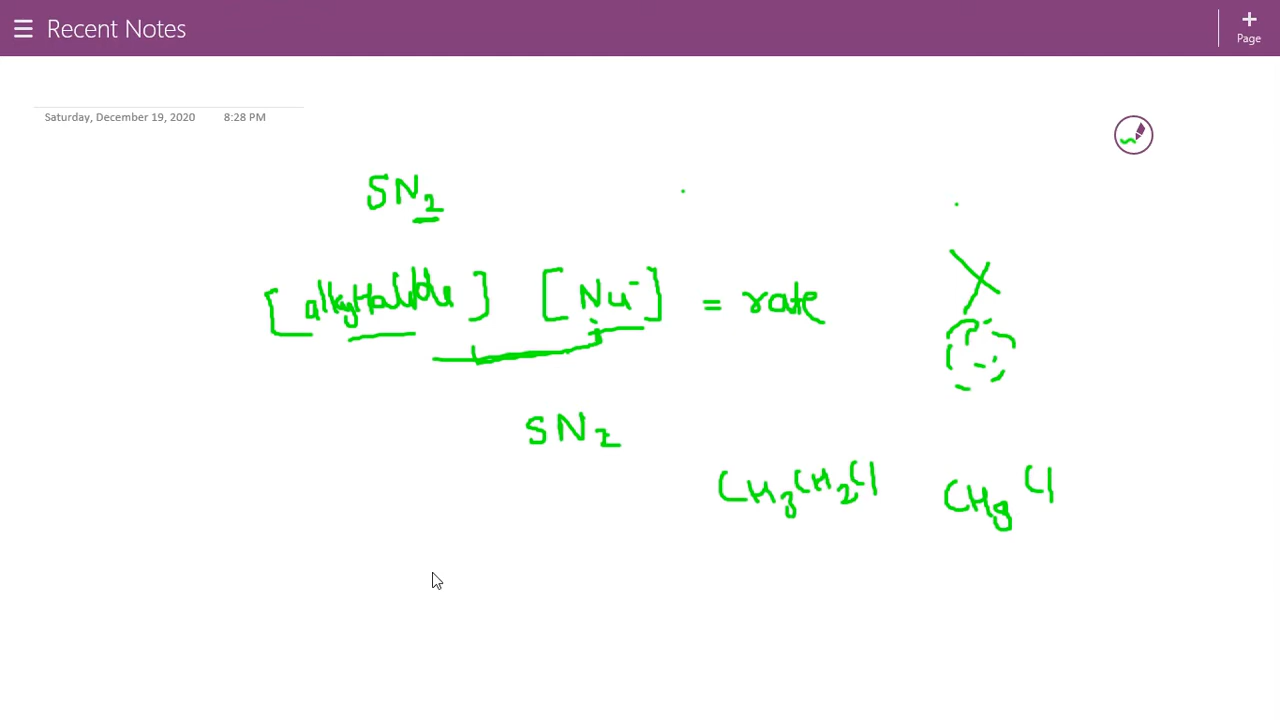 Recent Notes
Page
Saturday, December 19, 2020 8:28 PM
SN2
[alkyl halide] [Nu-] = rate
SN2
CH3CH2Cl CH3Cl